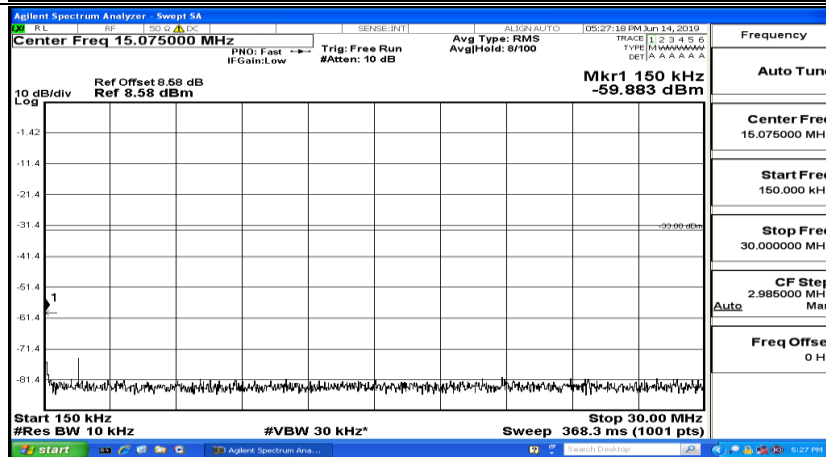 Agilent Spectrum Analyzer - Swept SA
LXI RL RF 50 Ω DC SENSE:INT ALIGN AUTO 05:27:18 PM Jun 14, 2019
Center Freq 15.075000 MHz
PNO: Fast
IFGain:Low
Trig: Free Run
#Atten: 10 dB
Avg Type: RMS
Avg|Hold: 8/100
TRACE 1 2 3 4 5 6
TYPE M
DET A A A A A A
Ref Offset 8.58 dB
10 dB/div Ref 8.58 dBm
Log
Mkr1 150 kHz
-59.883 dBm
-1.42
-11.4
-21.4
-31.4
-33.00 dBm
-41.4
-51.4
1
-61.4
-71.4
-81.4
Start 150 kHz Stop 30.00 MHz
#Res BW 10 kHz #VBW 30 kHz* Sweep 368.3 ms (1001 pts)
Frequency
Auto Tun
Center Fre
15.075000 MH
Start Fre
150.000 kH
Stop Fre
30.000000 MH
CF Ste
2.985000 MH
Auto Ma
Freq Offse
0 H
start Agilent Spectrum Ana... Search Desktop 5:27 PM